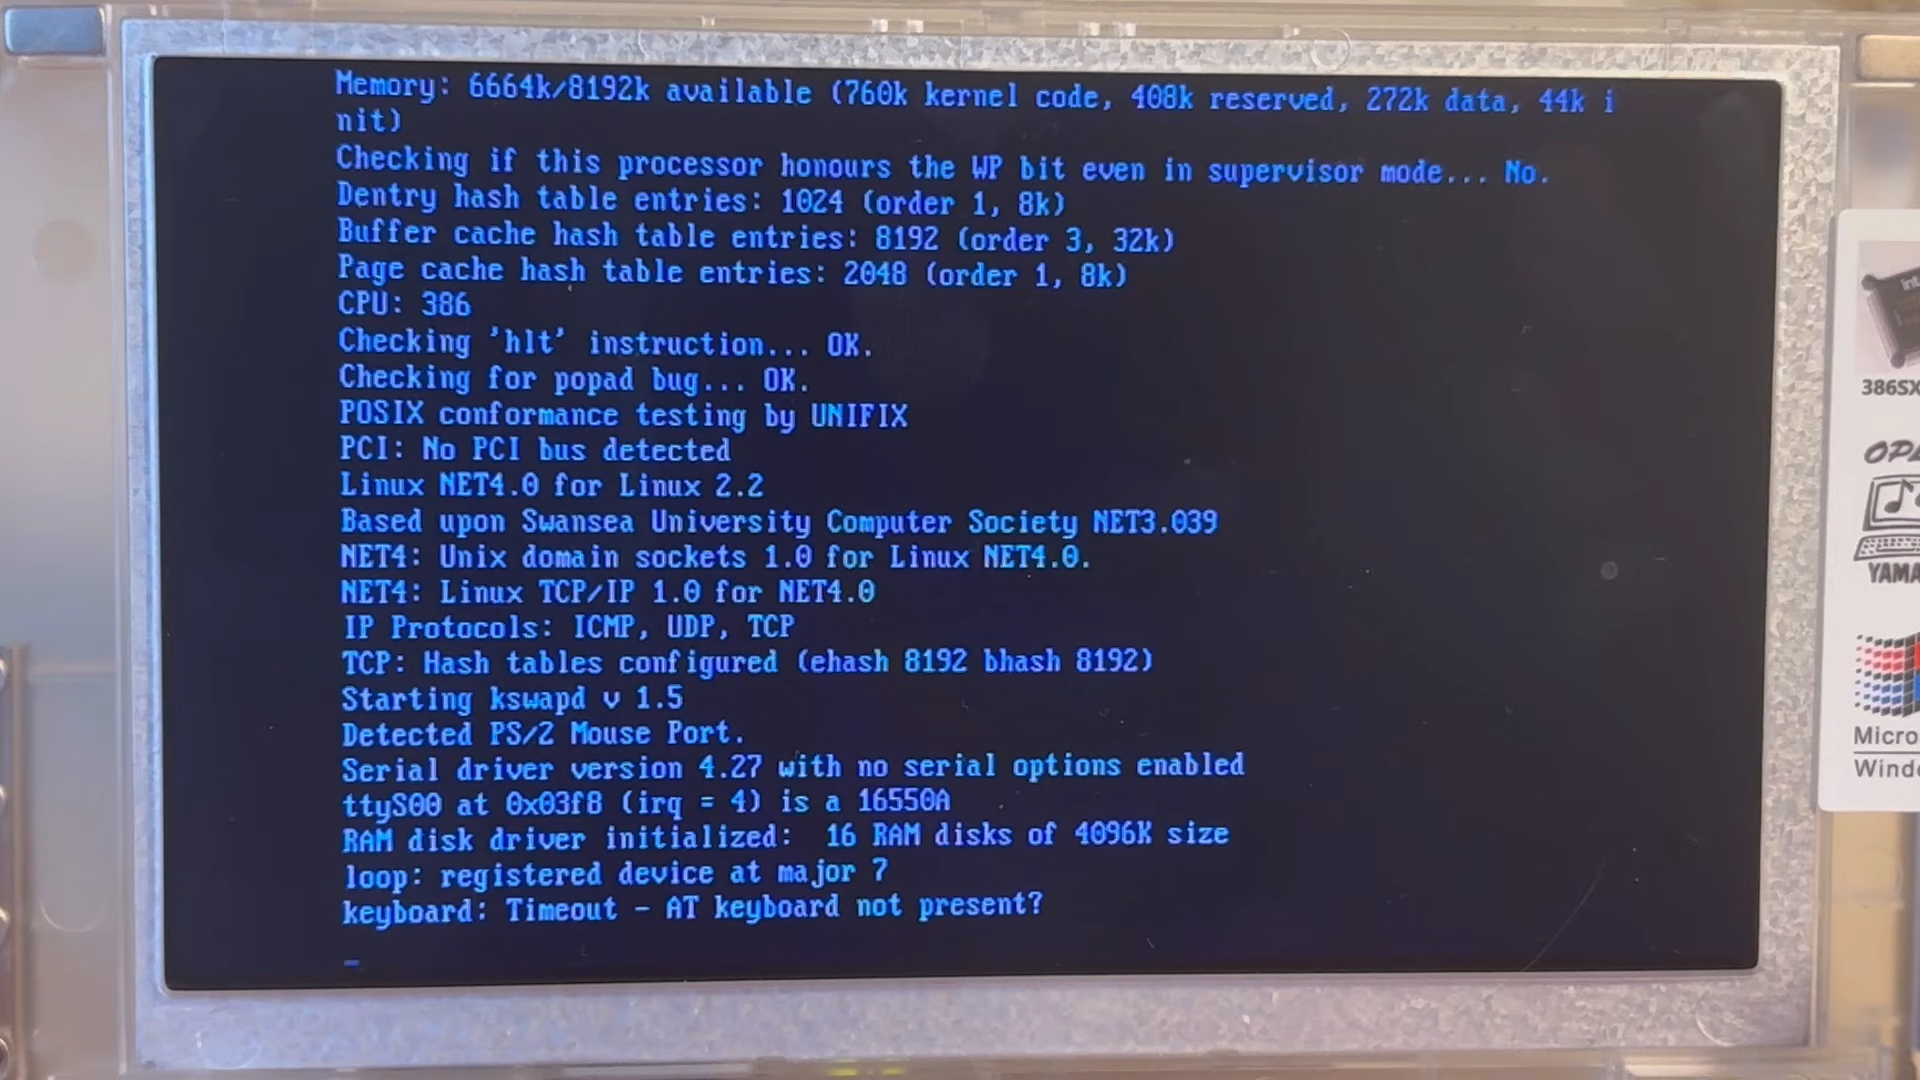 Memory: 6664k/8192k available (760k kernel code, 408k reserved, 272k data, 44k i
nit)
Checking if this processor honours the WP bit even in supervisor mode... No.
Dentry hash table entries: 1024 (order 1, 8k)
Buffer cache hash table entries: 8192 (order 3, 32k)
Page cache hash table entries: 2048 (order 1, 8k)
CPU: 386
Checking 'hlt' instruction... OK.
Checking for popad bug... OK.
POSIX conformance testing by UNIFIX
PCI: No PCI bus detected
Linux NET4.0 for Linux 2.2
Based upon Swansea University Computer Society NET3.039
NET4: Unix domain sockets 1.0 for Linux NET4.0.
NET4: Linux TCP/IP 1.0 for NET4.0
IP Protocols: ICMP, UDP, TCP
TCP: Hash tables configured (ehash 8192 bhash 8192)
Starting kswapd v 1.5
Detected PS/2 Mouse Port.
Serial driver version 4.27 with no serial options enabled
ttyS00 at 0x03f8 (irq = 4) is a 16550A
RAM disk driver initialized:  16 RAM disks of 4096K size
loop: registered device at major 7
keyboard: Timeout - AT keyboard not present?
386SX